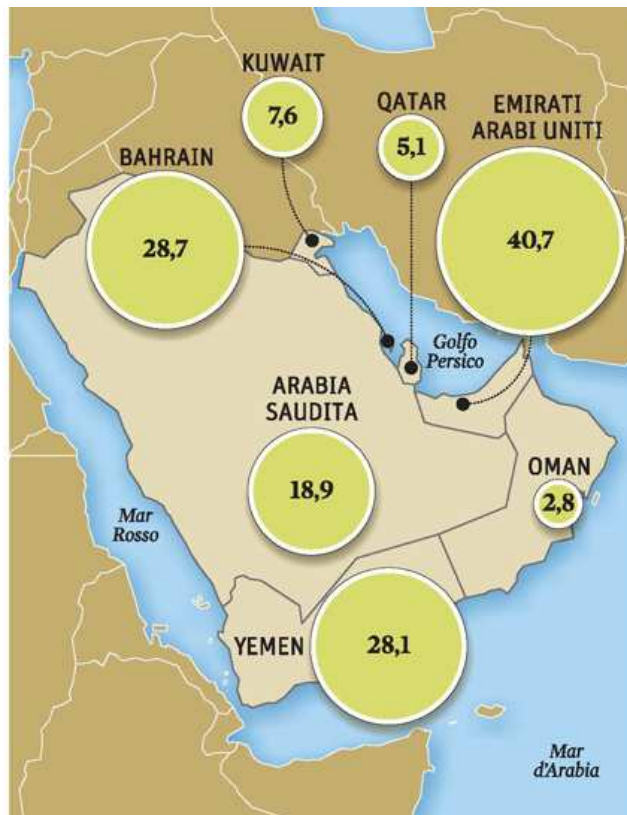 KUWAIT
7,6
QATAR
5,1
EMIRATI
ARABI UNITI
40,7
BAHRAIN
28,7
Golfo
Persico
ARABIA
SAUDITA
18,9
OMAN
2,8
Mar
Rosso
YEMEN
28,1
Mar
d'Arabia